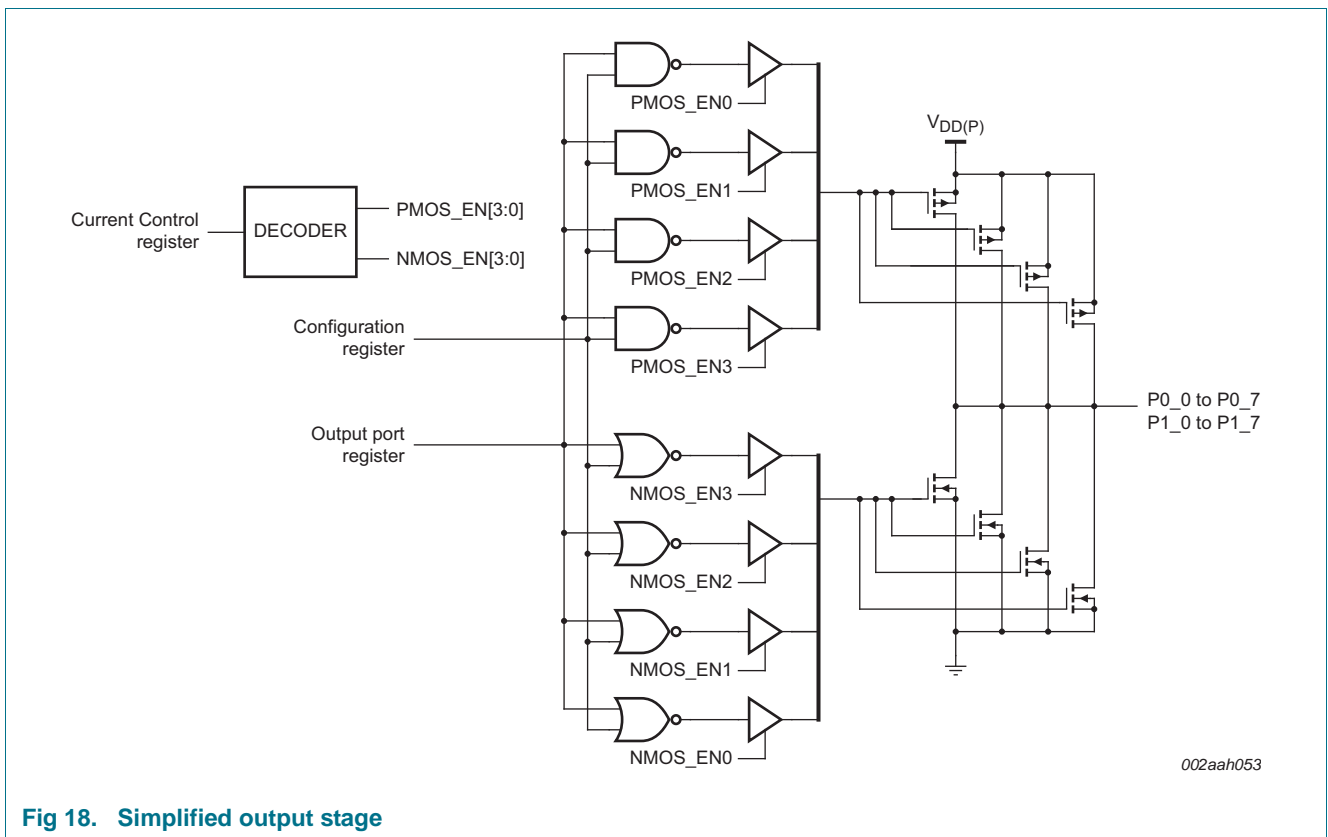 PMOS_EN0
V_DD(P)
PMOS_EN1
Current Control
register
DECODER
PMOS_EN[3:0]
NMOS_EN[3:0]
PMOS_EN2
Configuration
register
PMOS_EN3
P0_0 to P0_7
P1_0 to P1_7
Output port
register
NMOS_EN3
NMOS_EN2
NMOS_EN1
NMOS_EN0
002aah053
Fig 18. Simplified output stage